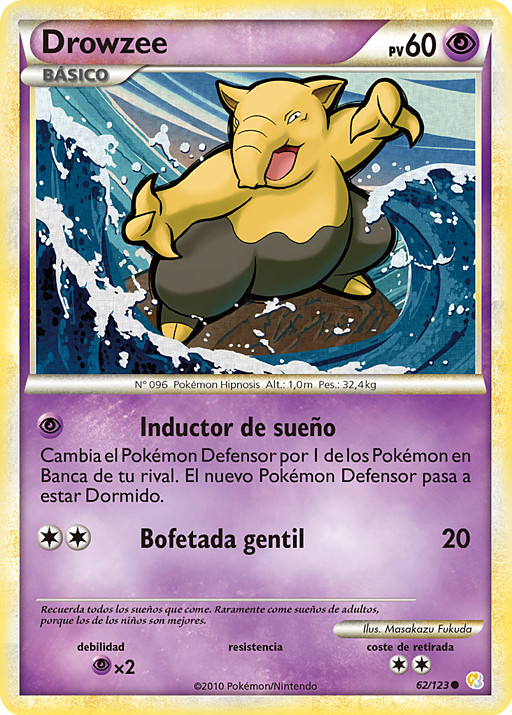 Drowzee
PV 60
BÁSICO
Nº 096 Pokémon Hipnosis Alt.: 1,0m Pes.: 32,4kg
Inductor de sueño
Cambia el Pokémon Defensor por 1 de los Pokémon en
Banca de tu rival. El nuevo Pokémon Defensor pasa a
estar Dormido.
Bofetada gentil 20
Recuerda todos los sueños que come. Raramente come sueños de adultos,
porque los de los niños son mejores.
Ilus. Masakazu Fukuda
debilidad resistencia coste de retirada
×2
©2010 Pokémon/Nintendo 62/123